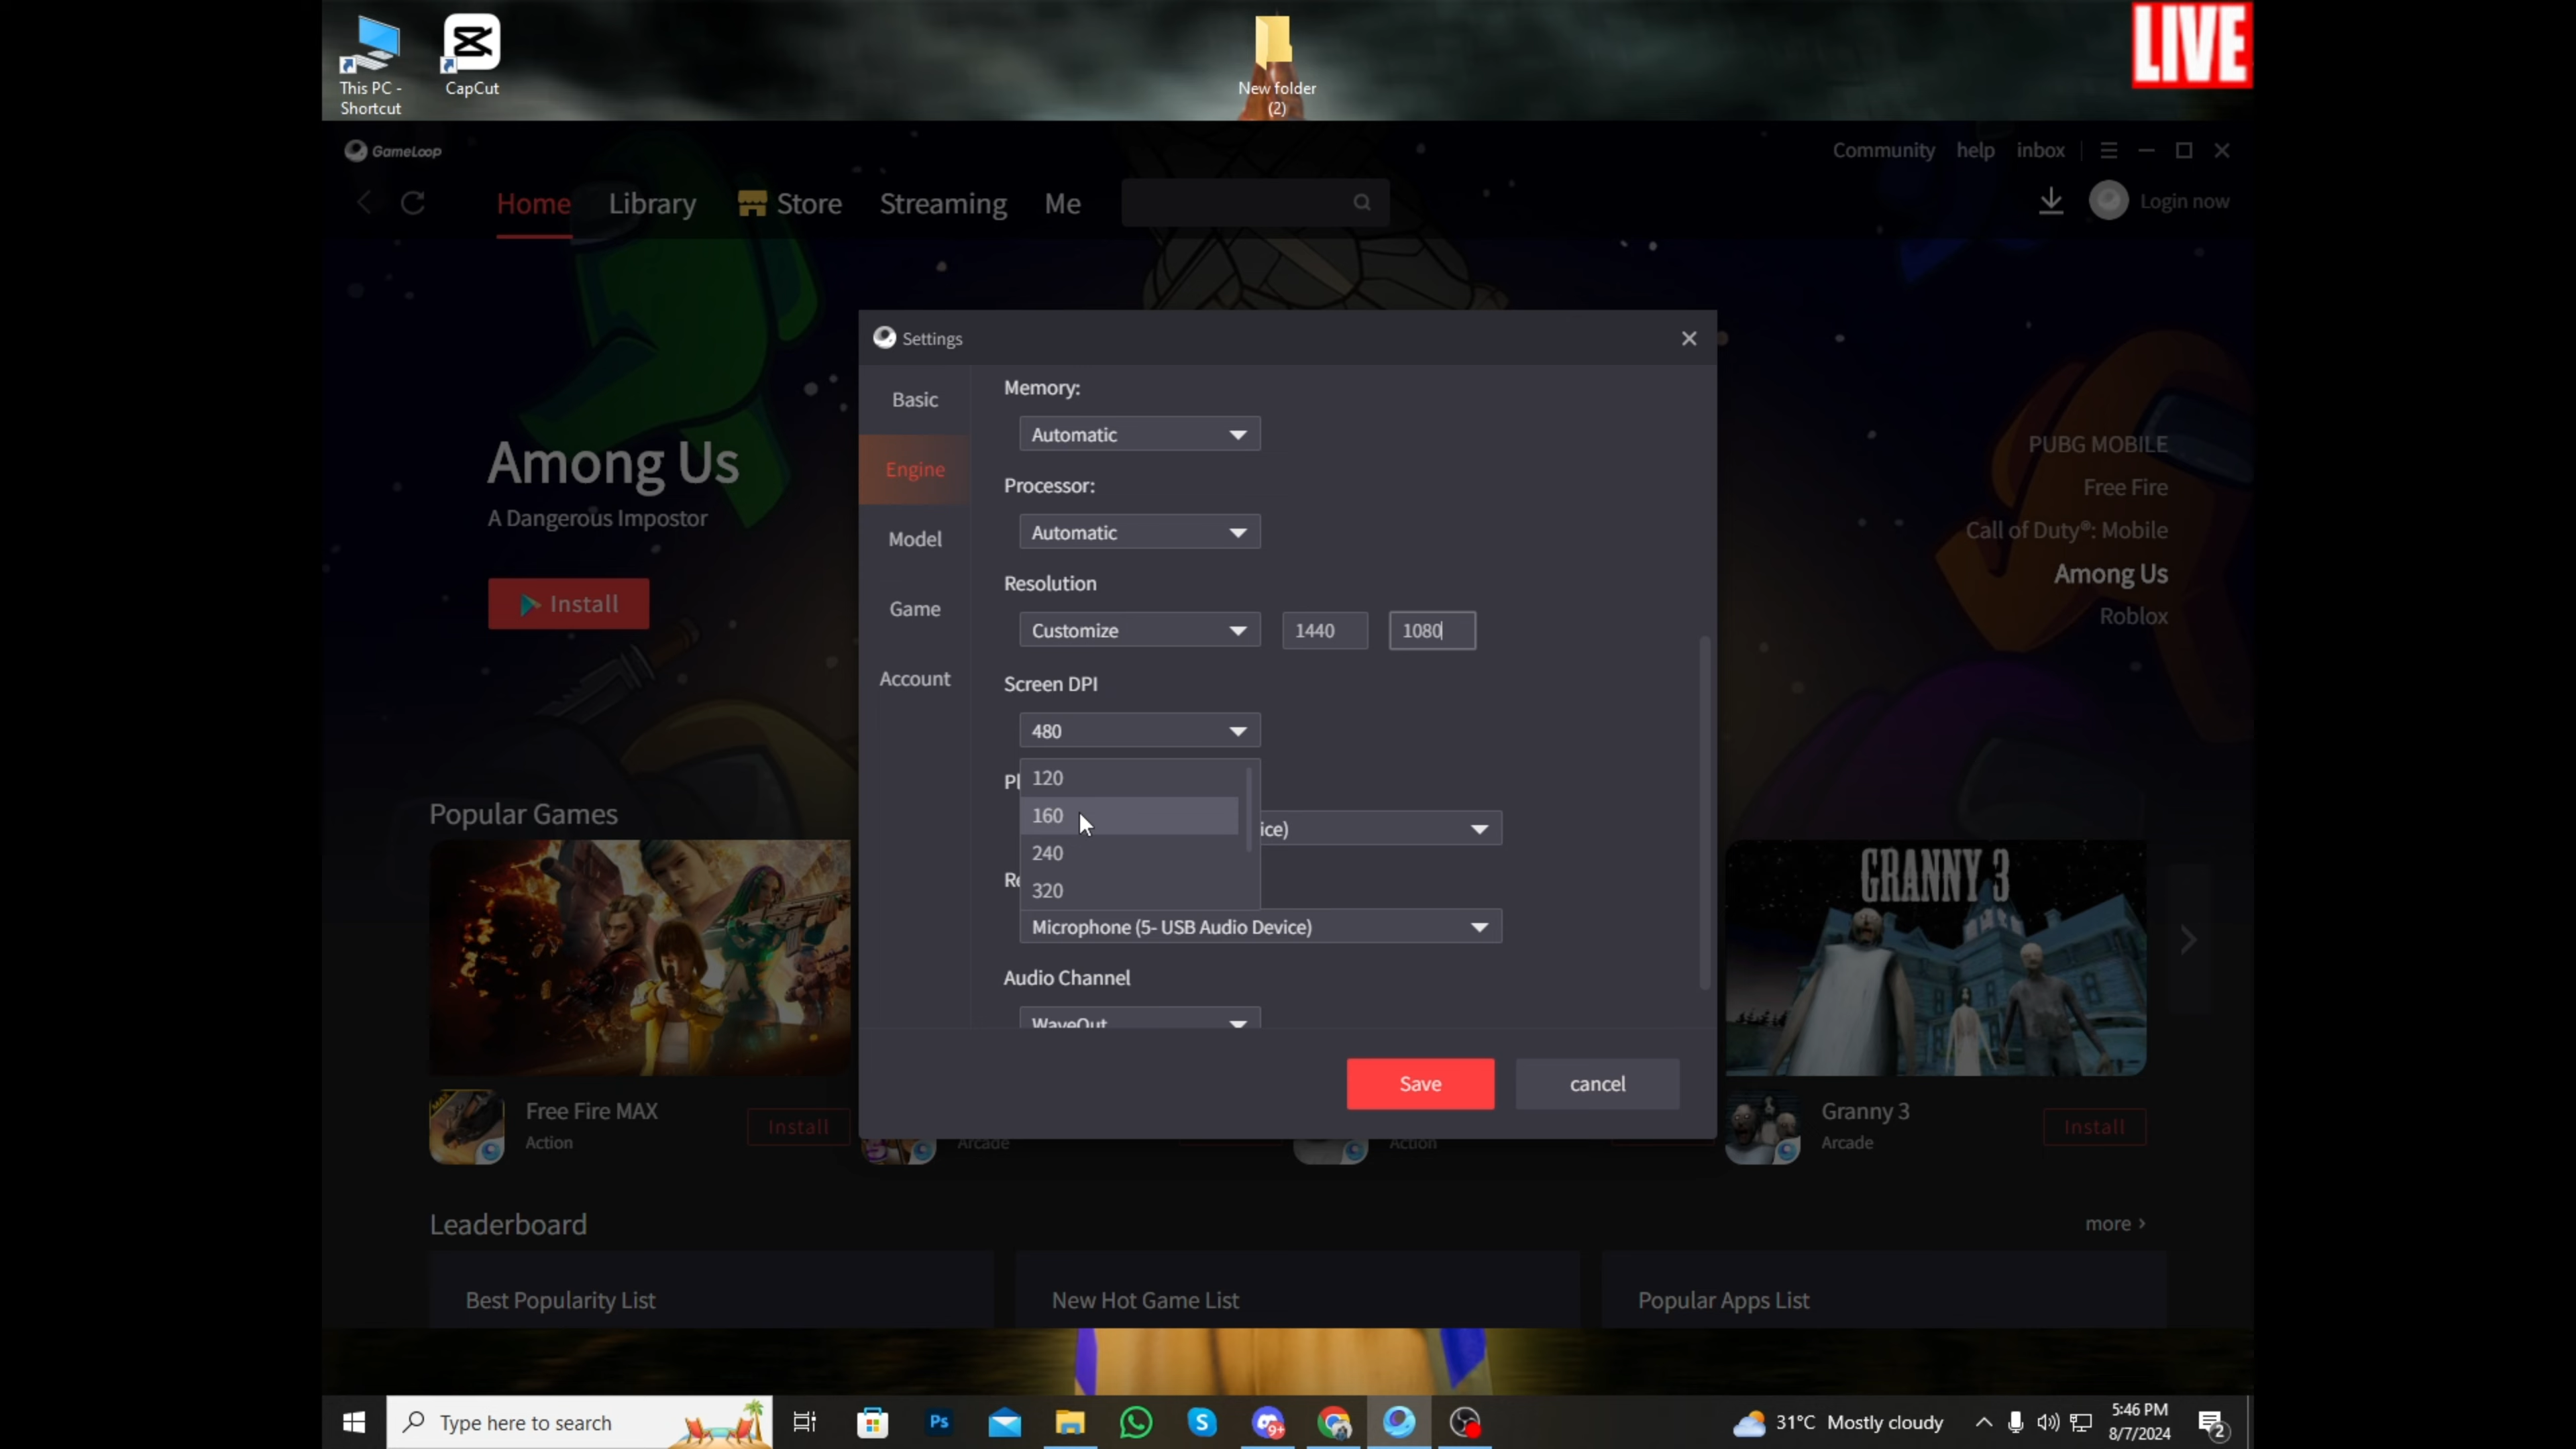 This PC -
Shortcut
CapCut
New folder
(2)
LIVE
GameLoop
Community help inbox
Home Library Store Streaming Me
Login now
Among Us
A Dangerous Impostor
Install
PUBG MOBILE
Free Fire
Call of Duty®: Mobile
Among Us
Roblox
Settings
Basic
Engine
Model
Game
Account
Memory:
Automatic
Processor:
Automatic
Resolution
Customize 1440 1080
Screen DPI
480
120
160
240
320
ice)
Microphone (5- USB Audio Device)
Audio Channel
WaveOut
Save cancel
Popular Games
GRANNY 3
MAX
Free Fire MAX
Action
Install
Arcade
Action
Granny 3
Arcade
Install
Leaderboard
more >
Best Popularity List
New Hot Game List
Popular Apps List
Type here to search
Ps
9+
31°C Mostly cloudy
5:46 PM
8/7/2024
2